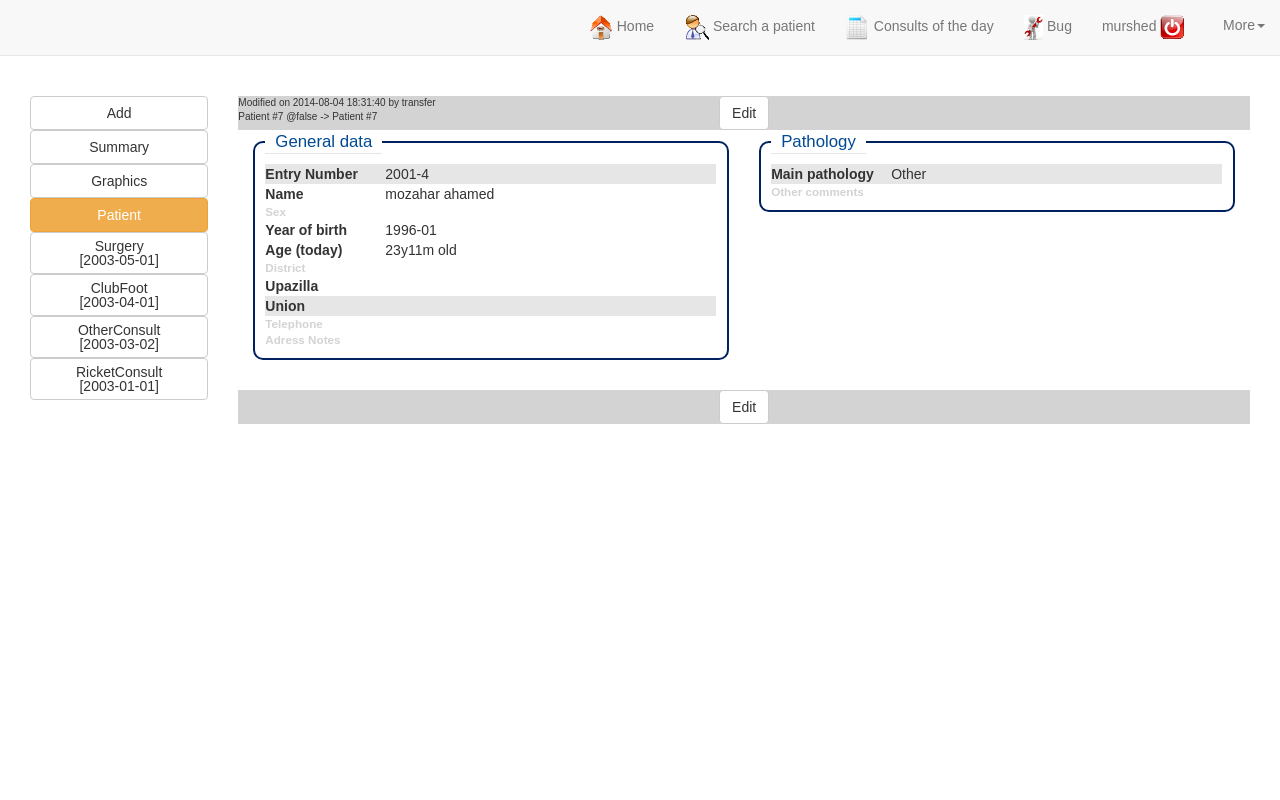 Home
Search a patient
Consults of the day
Bug
murshed
More
Add
Summary
Graphics
Patient
Surgery
[2003-05-01]
ClubFoot
[2003-04-01]
OtherConsult
[2003-03-02]
RicketConsult
[2003-01-01]
Modified on 2014-08-04 18:31:40 by transfer
Patient #7 @false -> Patient #7
Edit
General data
Entry Number 2001-4
Name mozahar ahamed
Sex
Year of birth 1996-01
Age (today) 23y11m old
District
Upazilla
Union
Telephone
Adress Notes
Pathology
Main pathology Other
Other comments
Edit